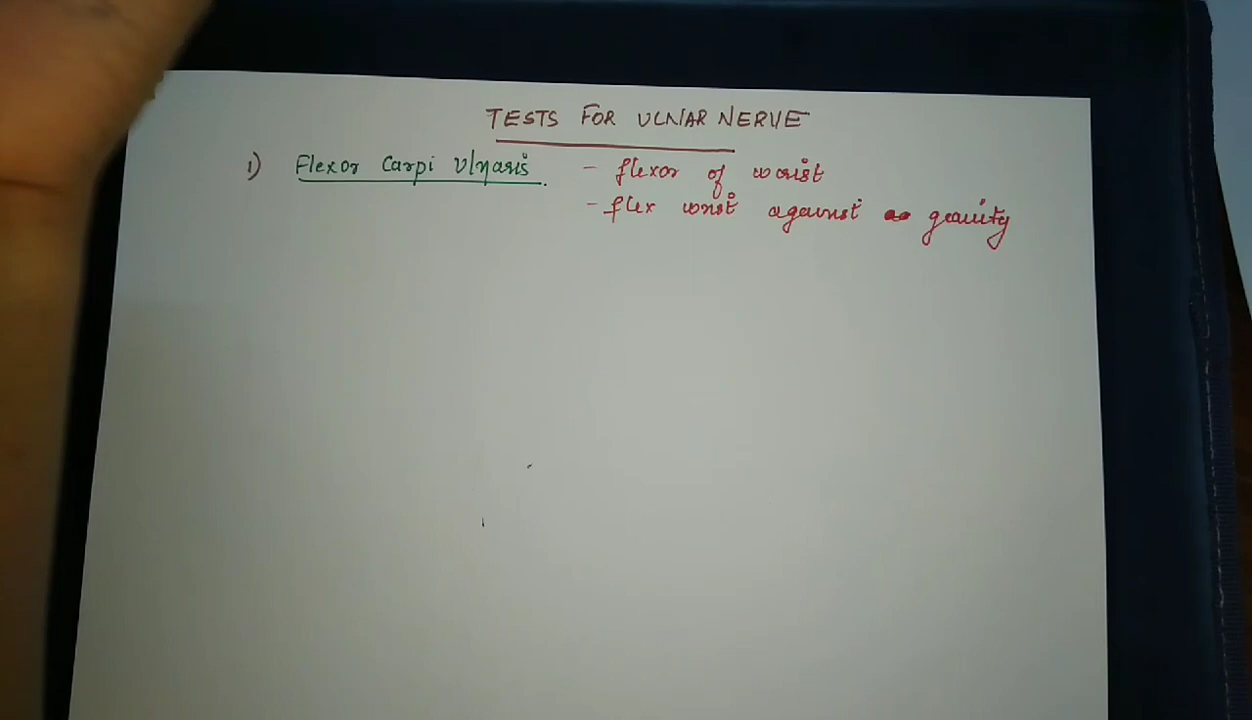 TESTS FOR ULNAR NERVE
1) Flexor Carpi Ulnaris - flexor of wrist
- flex wrist against gravity